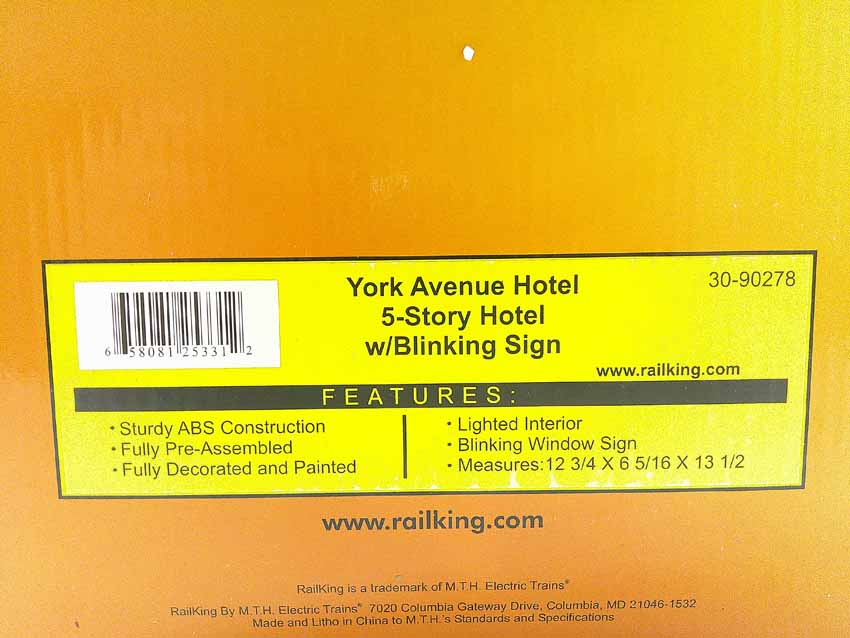 York Avenue Hotel
5-Story Hotel
w/Blinking Sign
30-90278
6 58081 25331 2
www.railking.com
FEATURES:
• Sturdy ABS Construction
• Fully Pre-Assembled
• Fully Decorated and Painted
• Lighted Interior
• Blinking Window Sign
• Measures:12 3/4 X 6 5/16 X 13 1/2
www.railking.com
RailKing is a trademark of M.T.H. Electric Trains®
RailKing By M.T.H. Electric Trains® 7020 Columbia Gateway Drive, Columbia, MD 21046-1532
Made and Litho in China to M.T.H.'s Standards and Specifications